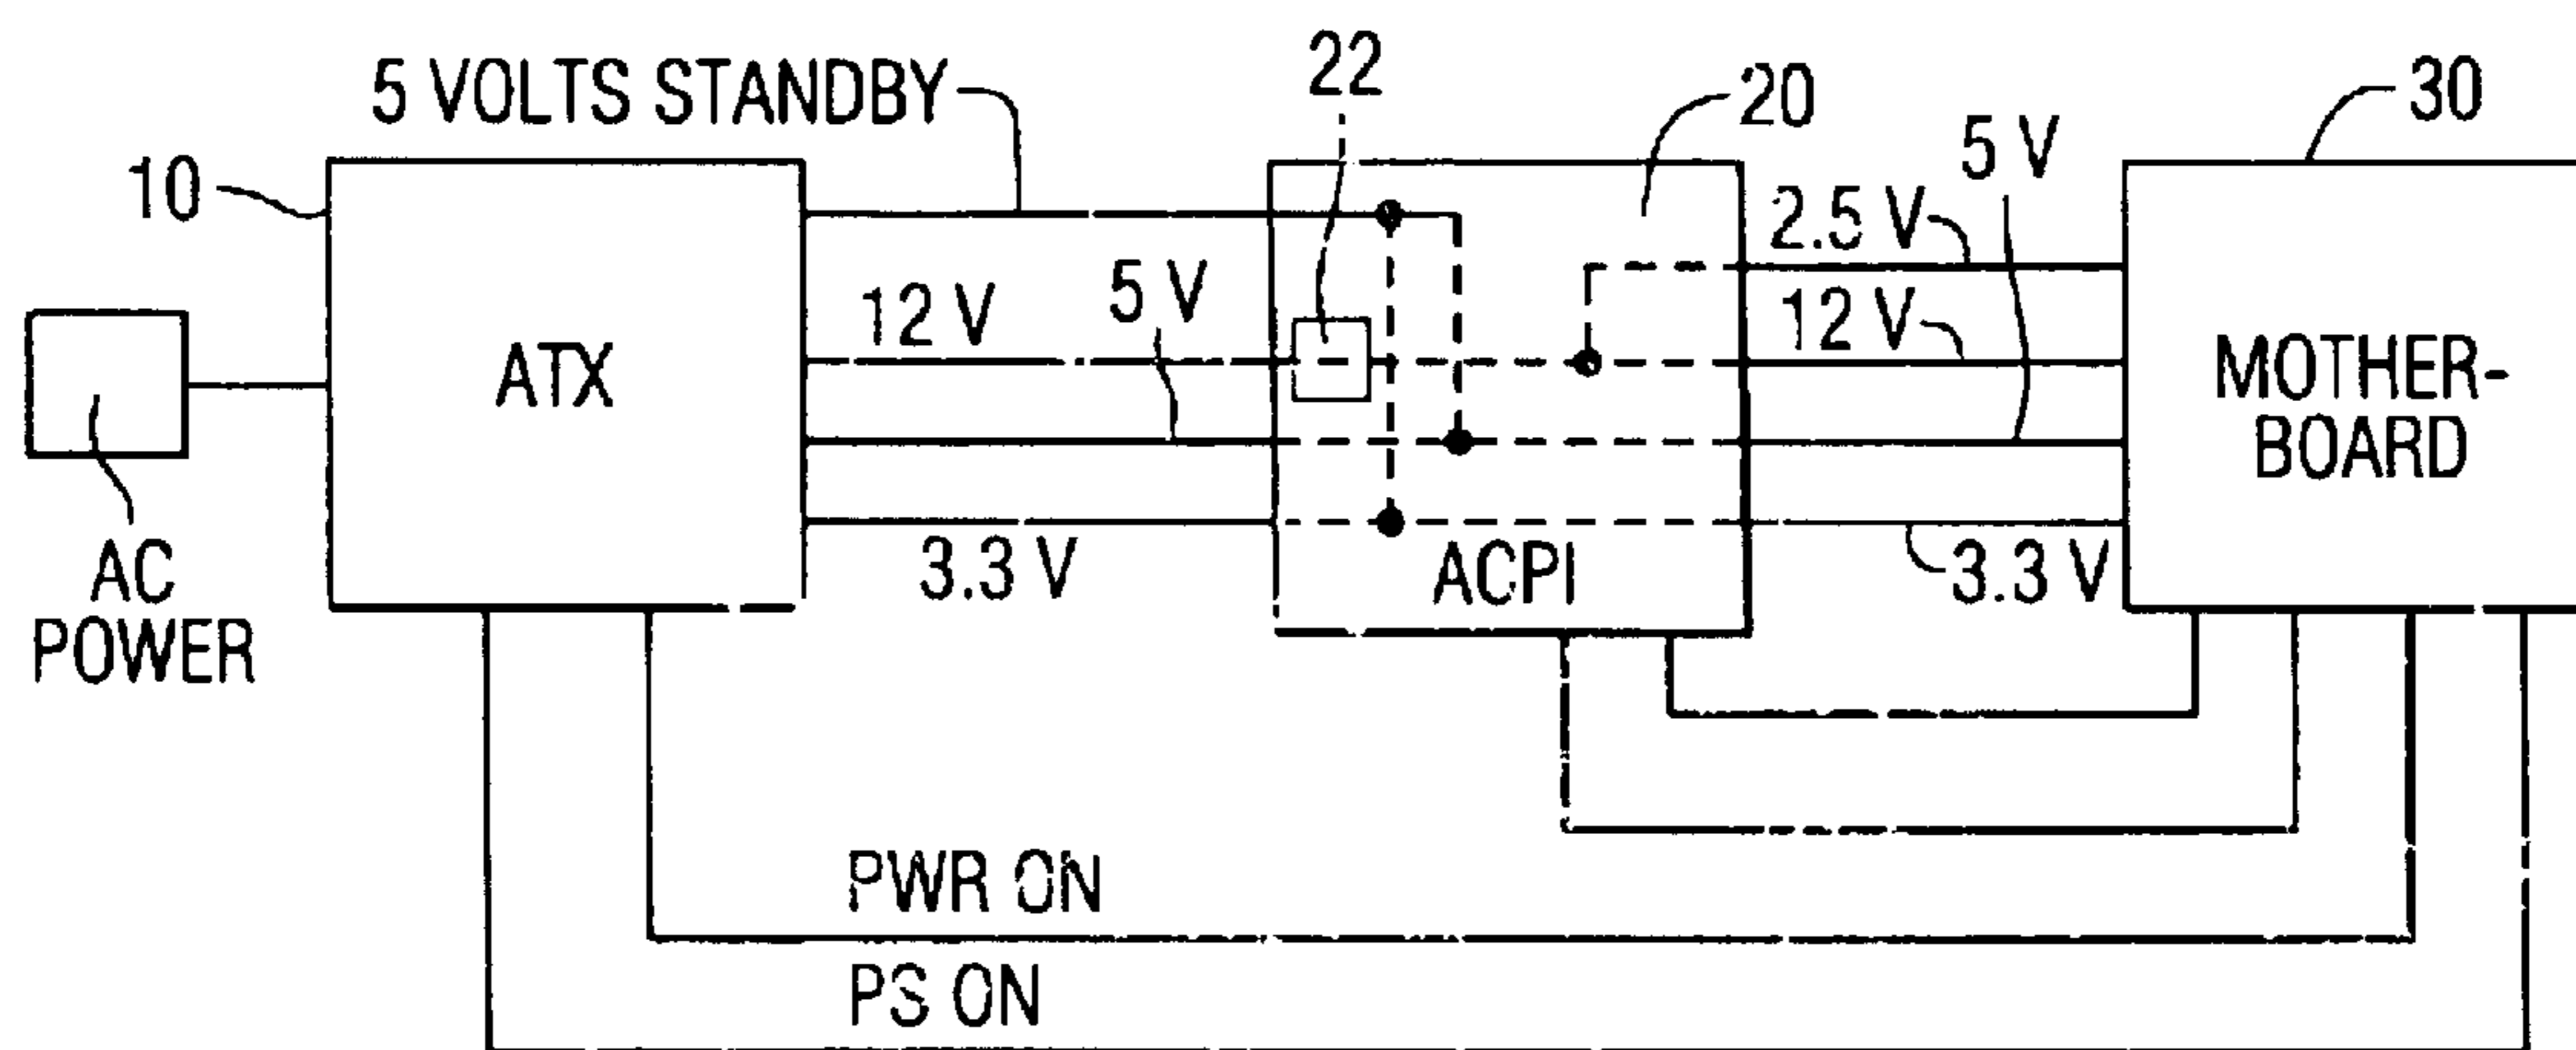 22
5 VOLTS STANDBY
20
30
10
5 V
2.5 V
12 V
5 V
12 V
ATX
MOTHER-
BOARD
3.3 V
ACPI
3.3 V
AC
POWER
PWR ON
PS ON